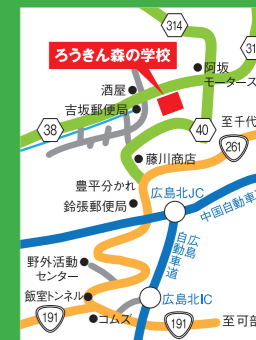 314
ろうきん森の学校
31
阿坂
モータース
酒屋
吉坂郵便局
至千代
38
40
261
藤川商店
豊平分かれ
鈴張郵便局
広島北JC
中国自動車
広島
自動車道
野外活動
センター
飯室トンネル
広島北IC
191
コムズ
191
至可部